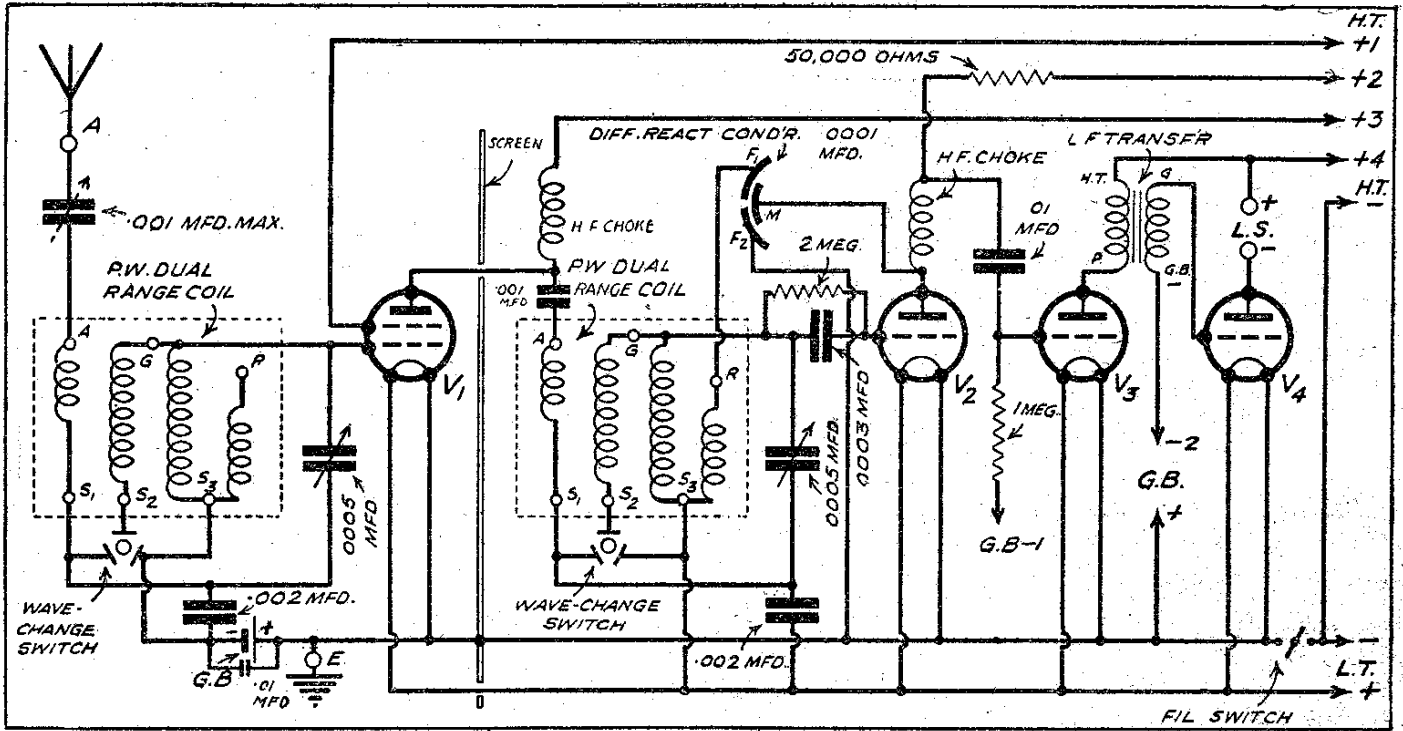 H.T.
+1
50,000 OHMS
+2
+3
DIFF. REACT COND'R. .0001
MFD.
SCREEN
L F TRANSF'R
+4
H.T.
-
A
F1
M
F2
H F. CHOKE
H.T.
G
+
L.S.
-
.001 MFD. MAX.
H F CHOKE
.01
MFD
2 MEG.
P.W. DUAL
RANGE COIL
P.W DUAL
RANGE COIL
.001
MFD
P.
G.B.
-
A
G
R
V1
A
G
R
V2
V3
V4
1 MEG.
.0003 MFD
.0005 MFD.
.0005
MFD
-2
G.B.
+
S1
S2
S3
S1
S2
S3
G.B-1
WAVE-
CHANGE
SWITCH
.002 MFD.
WAVE-CHANGE
SWITCH
- +
G.B
.01
MFD
E
.002 MFD.
-
L.T.
+
FIL SWITCH